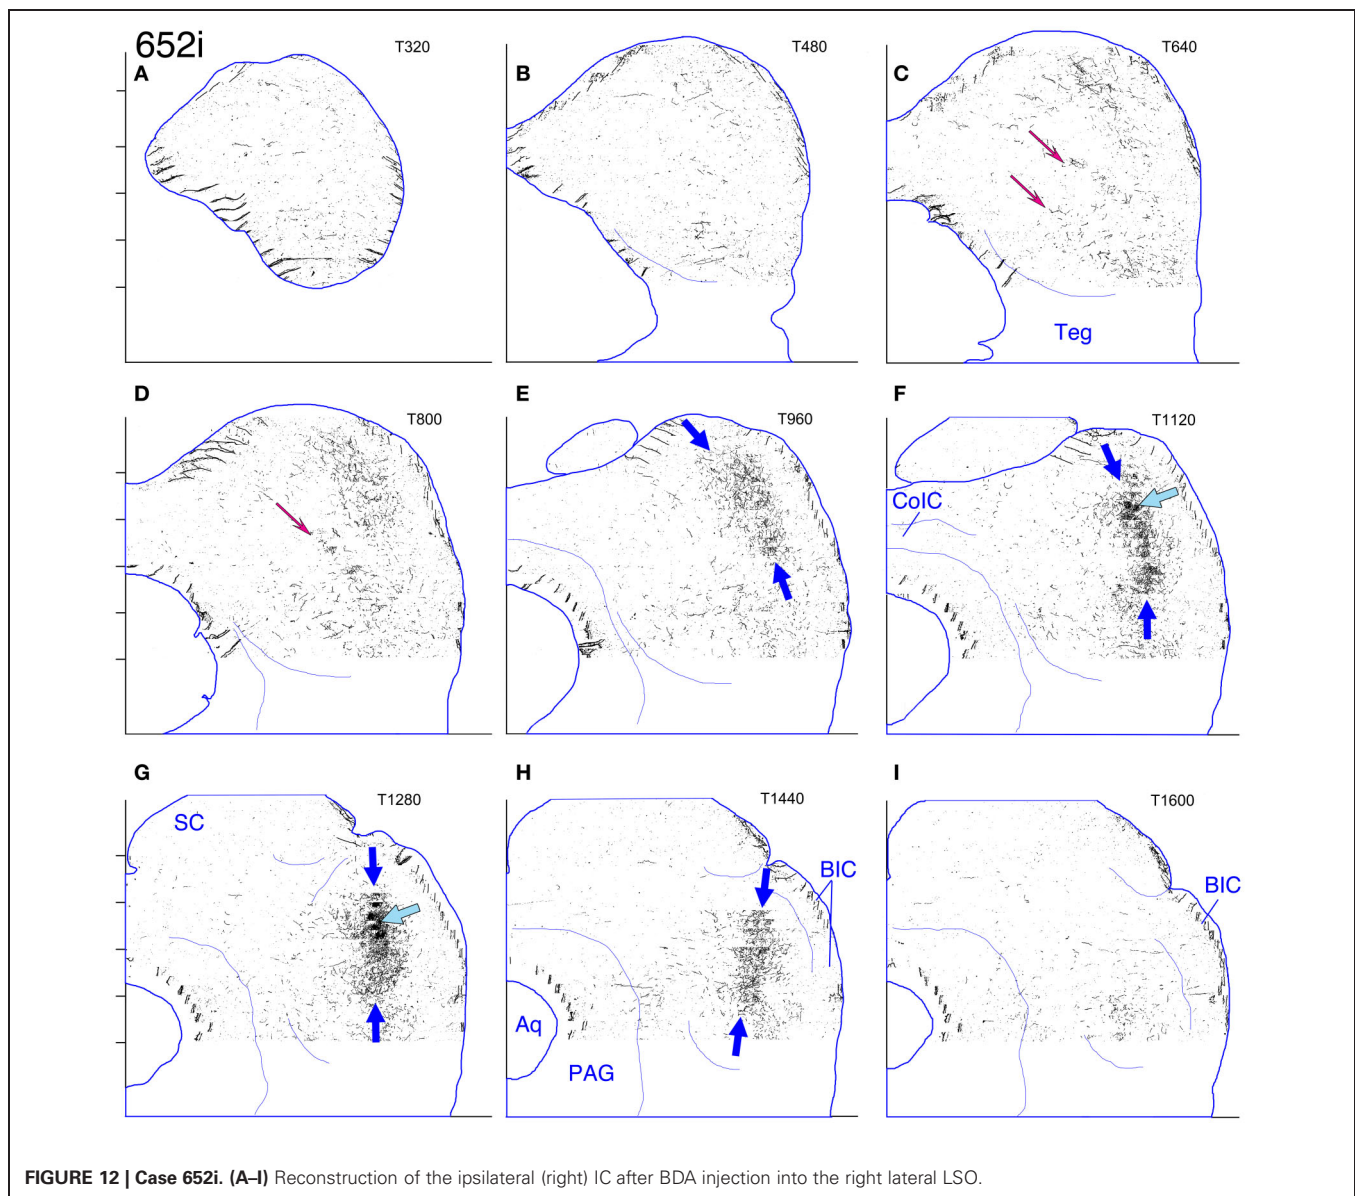 652i
A
T320
B
T480
C
T640
Teg
D
T800
E
T960
F
T1120
ColC
G
T1280
SC
H
T1440
BIC
Aq
PAG
I
T1600
BIC
FIGURE 12 | Case 652i. (A–I) Reconstruction of the ipsilateral (right) IC after BDA injection into the right lateral LSO.